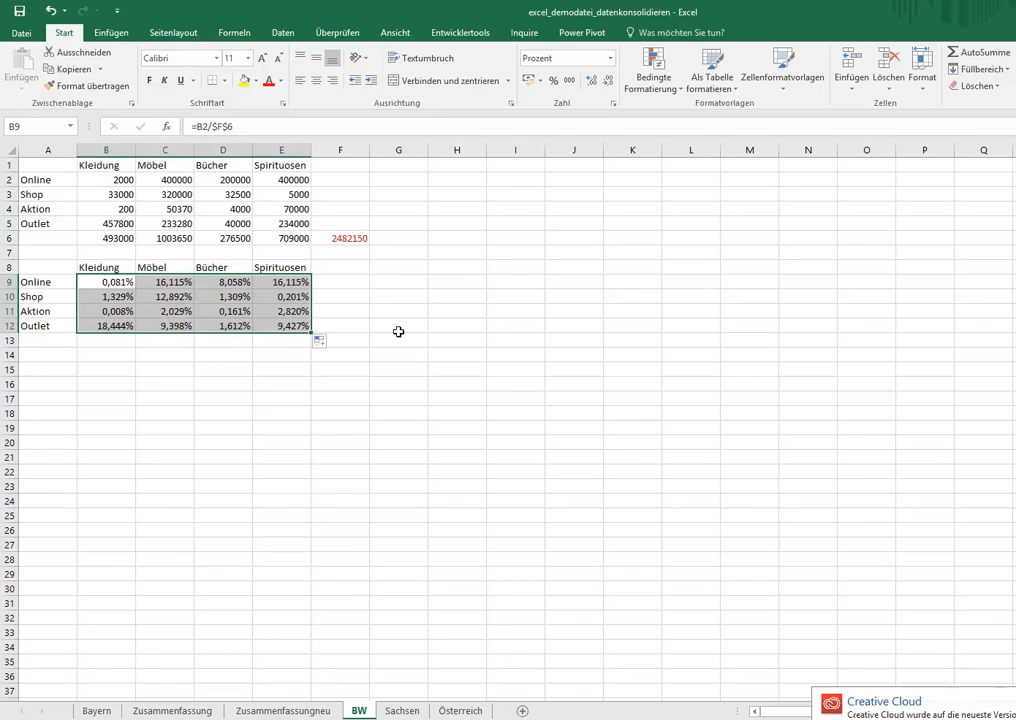 excel_demodatei_datenkonsolidieren - Excel
Datei Start Einfügen Seitenlayout Formeln Daten Überprüfen Ansicht Entwicklertools Inquire Power Pivot Was möchten Sie tun?
Einfügen
Ausschneiden
Kopieren
Format übertragen
Zwischenablage
Calibri 11
F K U
Schriftart
Textumbruch
Verbinden und zentrieren
Ausrichtung
Prozent
% 000
Zahl
Bedingte Formatierung
Als Tabelle formatieren
Zellenformatvorlagen
Formatvorlagen
Einfügen Löschen Format
Zellen
AutoSumme
Füllbereich
Löschen
B9 fx =B2/$F$6
A B C D E F G H I J K L M N O P Q
1 Kleidung Möbel Bücher Spirituosen
2 Online 2000 400000 200000 400000
3 Shop 33000 320000 32500 5000
4 Aktion 200 50370 4000 70000
5 Outlet 457800 233280 40000 234000
6 493000 1003650 276500 709000 2482150
7
8 Kleidung Möbel Bücher Spirituosen
9 Online 0,081% 16,115% 8,058% 16,115%
10 Shop 1,329% 12,892% 1,309% 0,201%
11 Aktion 0,008% 2,029% 0,161% 2,820%
12 Outlet 18,444% 9,398% 1,612% 9,427%
13
14
15
16
17
18
19
20
21
22
23
24
25
26
27
28
29
30
31
32
33
34
35
36
37
Bayern Zusammenfassung Zusammenfassungneu BW Sachsen Österreich
Creative Cloud
Creative Cloud wurde auf die neueste Versio